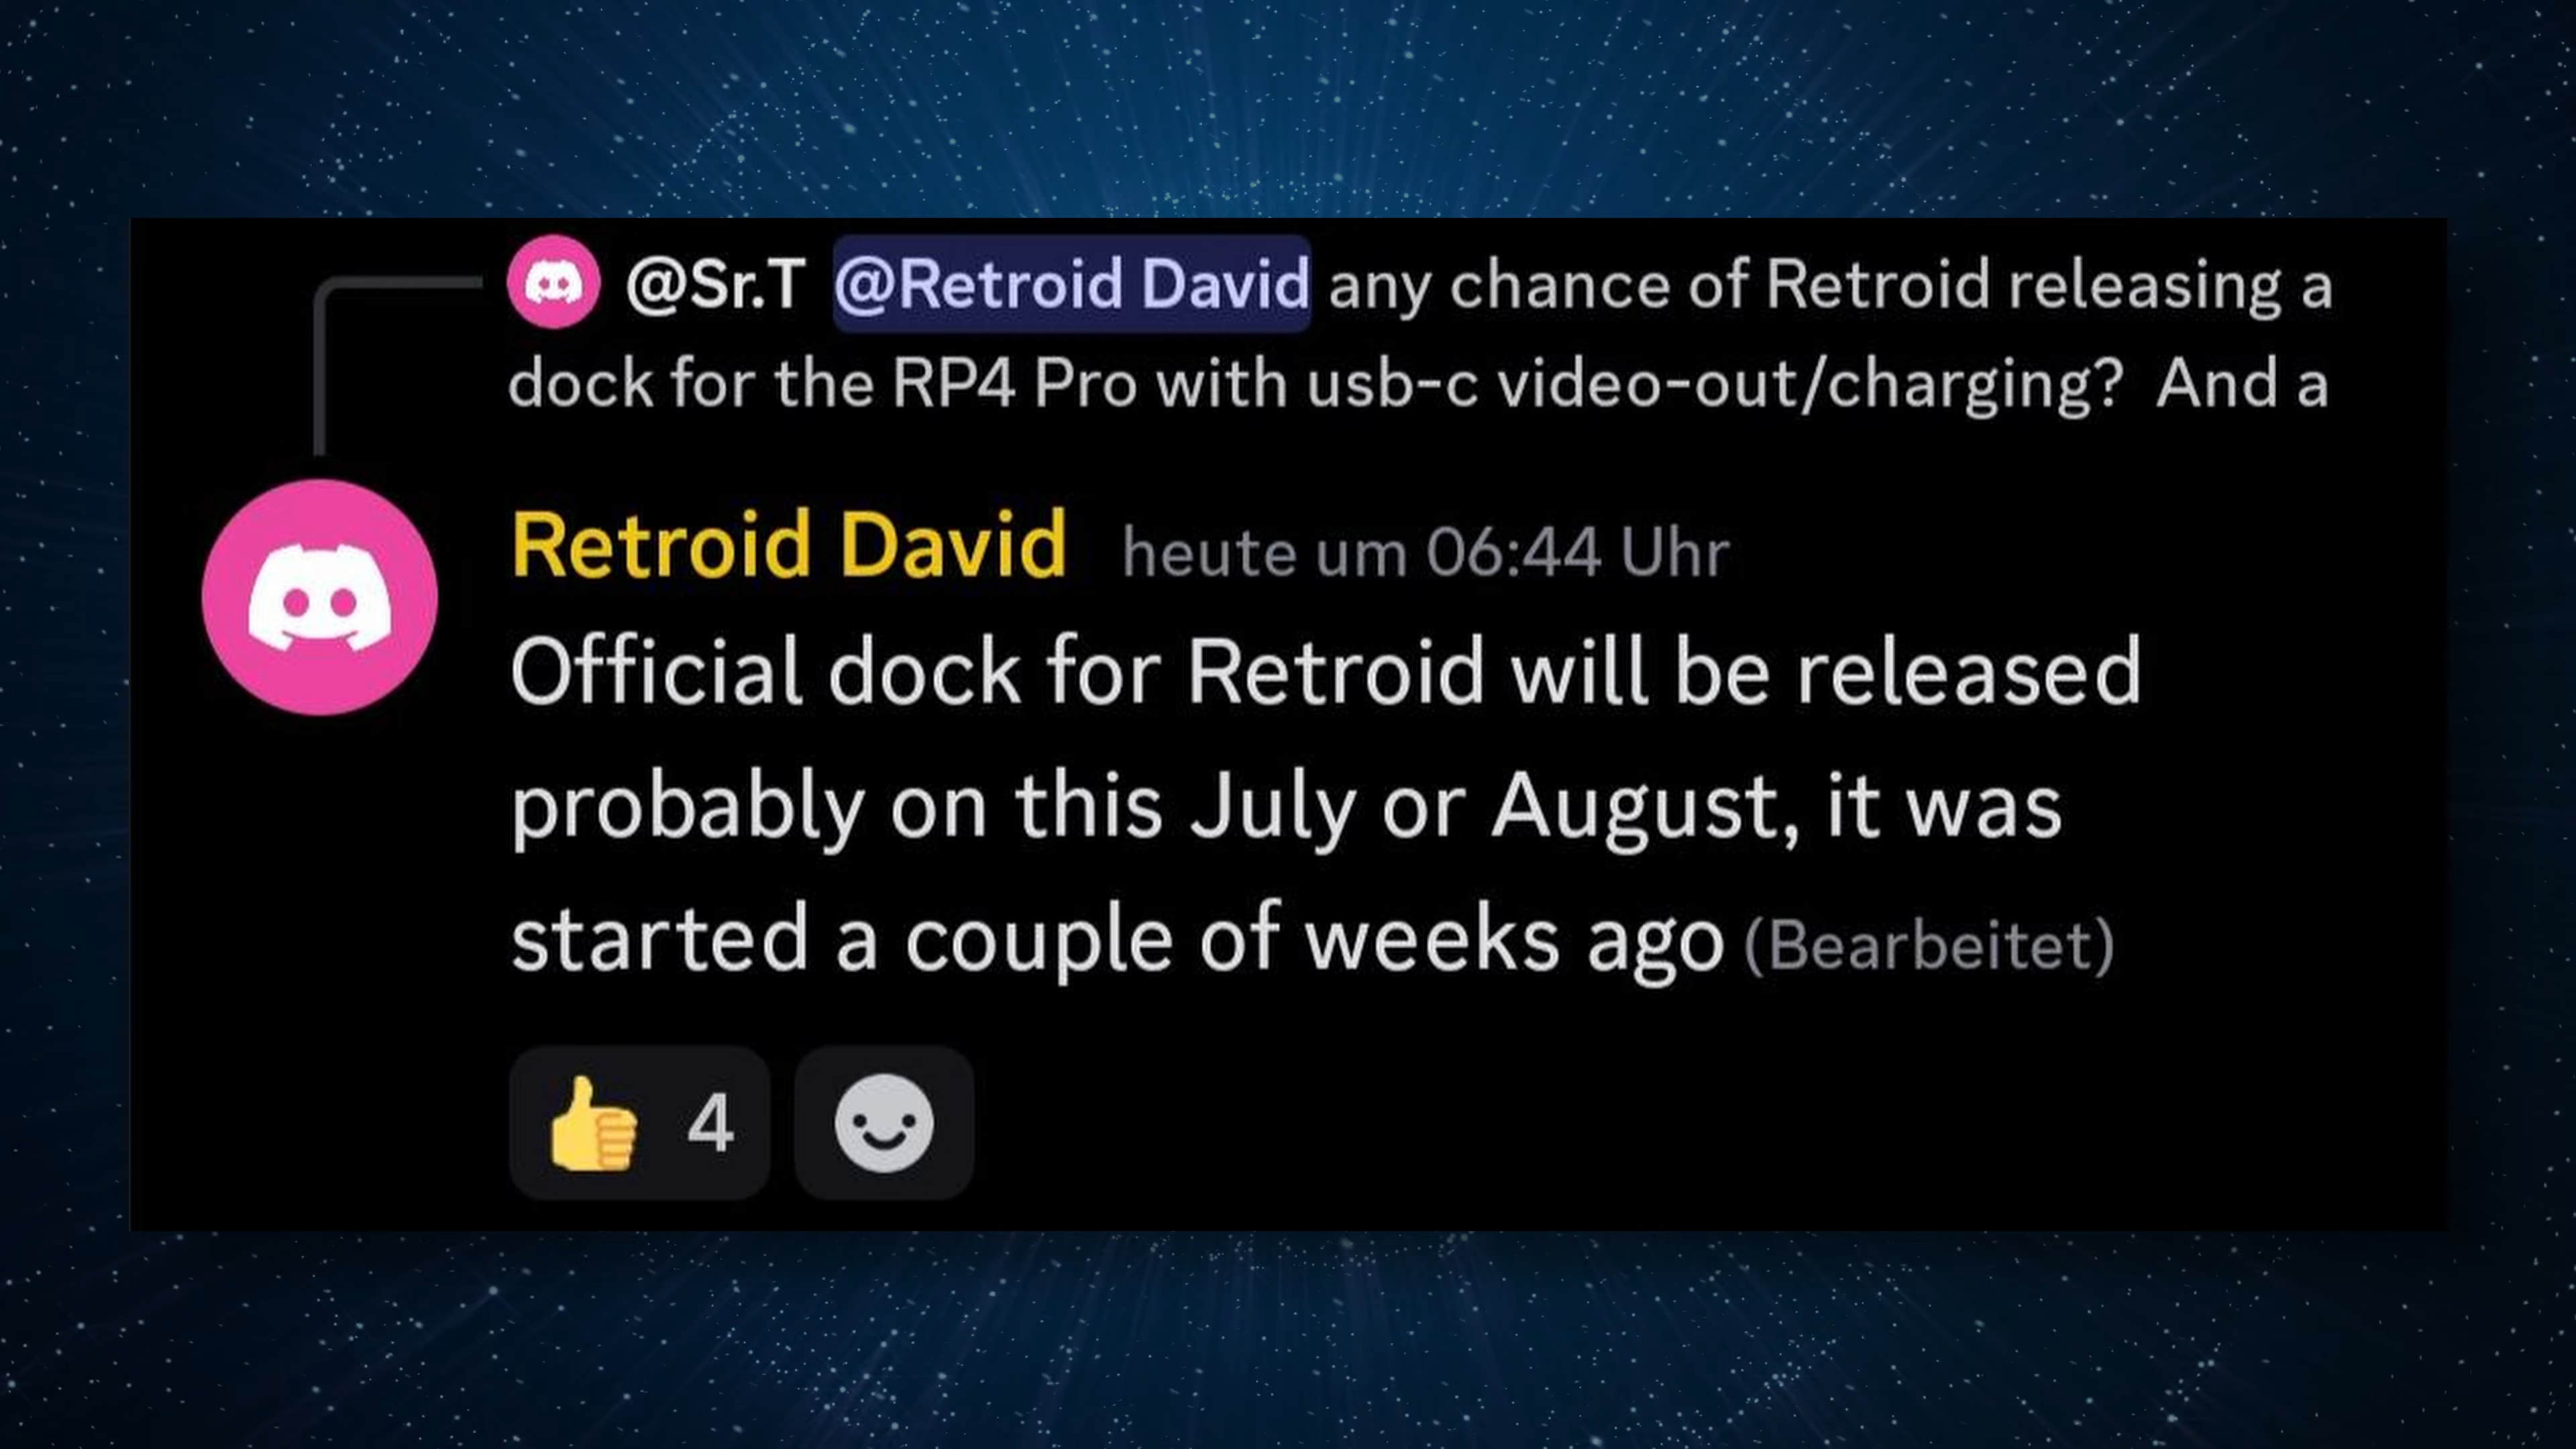 @Sr.T @Retroid David any chance of Retroid releasing a
dock for the RP4 Pro with usb-c video-out/charging? And a
Retroid David heute um 06:44 Uhr
Official dock for Retroid will be released
probably on this July or August, it was
started a couple of weeks ago (Bearbeitet)
👍 4